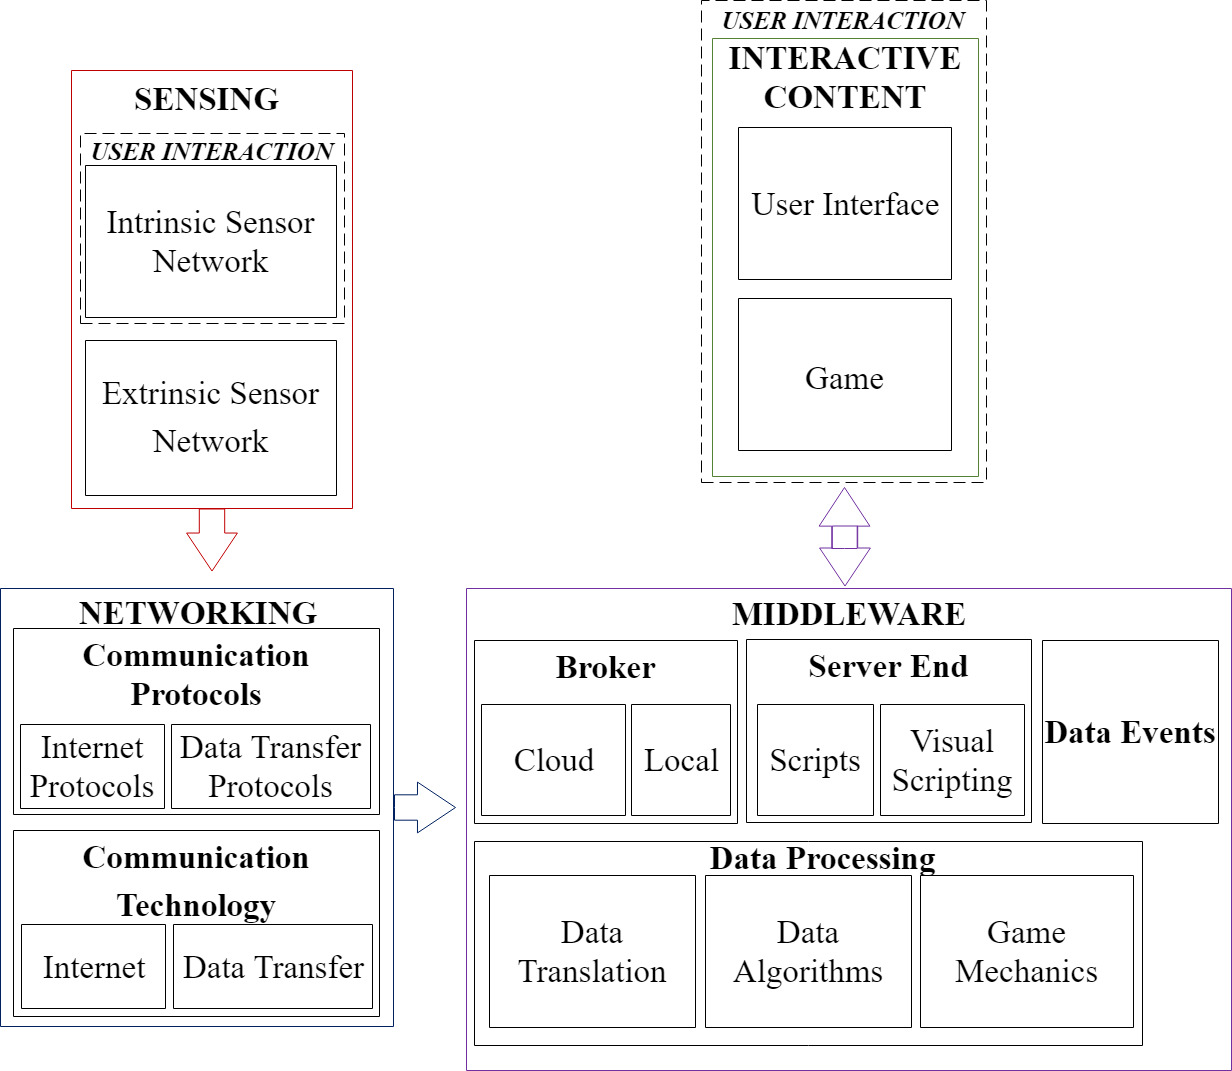 SENSING
USER INTERACTION
Intrinsic Sensor
Network
Extrinsic Sensor
Network
USER INTERACTION
INTERACTIVE
CONTENT
User Interface
Game
NETWORKING
Communication
Protocols
Internet
Protocols
Data Transfer
Protocols
Communication
Technology
Internet
Data Transfer
MIDDLEWARE
Broker
Cloud
Local
Server End
Scripts
Visual
Scripting
Data Events
Data Processing
Data
Translation
Data
Algorithms
Game
Mechanics